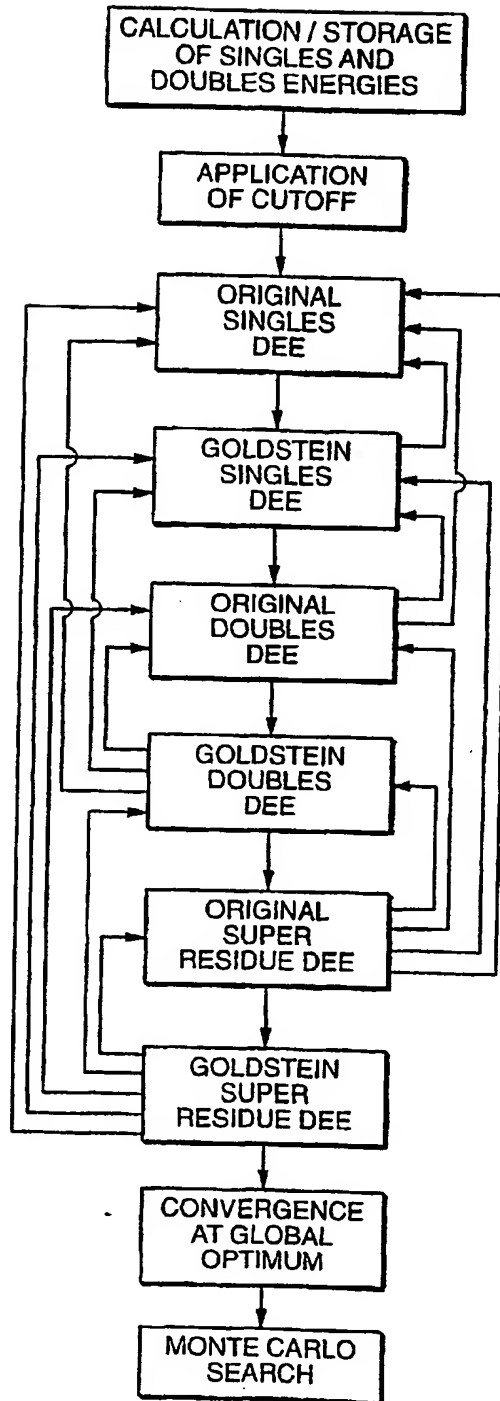 CALCULATION / STORAGE
OF SINGLES AND
DOUBLES ENERGIES
APPLICATION
OF CUTOFF
ORIGINAL
SINGLES
DEE
GOLDSTEIN
SINGLES
DEE
ORIGINAL
DOUBLES
DEE
GOLDSTEIN
DOUBLES
DEE
ORIGINAL
SUPER
RESIDUE DEE
GOLDSTEIN
SUPER
RESIDUE DEE
CONVERGENCE
AT GLOBAL
OPTIMUM
MONTE CARLO
SEARCH